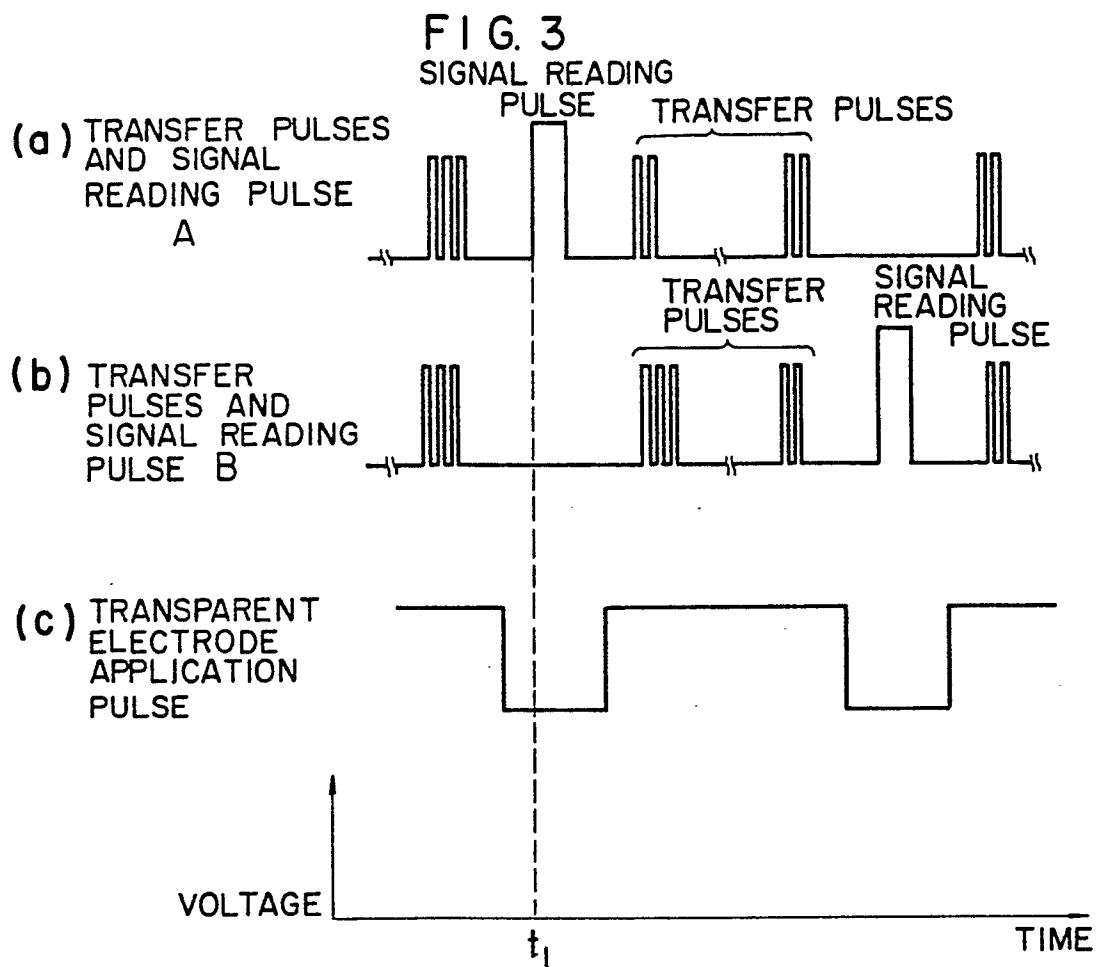 FIG. 3
SIGNAL READING
PULSE
TRANSFER PULSES
(a) TRANSFER PULSES
AND SIGNAL
READING PULSE
A
TRANSFER
PULSES
SIGNAL
READING
PULSE
(b) TRANSFER
PULSES AND
SIGNAL READING
PULSE B
(c) TRANSPARENT
ELECTRODE
APPLICATION
PULSE
VOLTAGE
t1
TIME